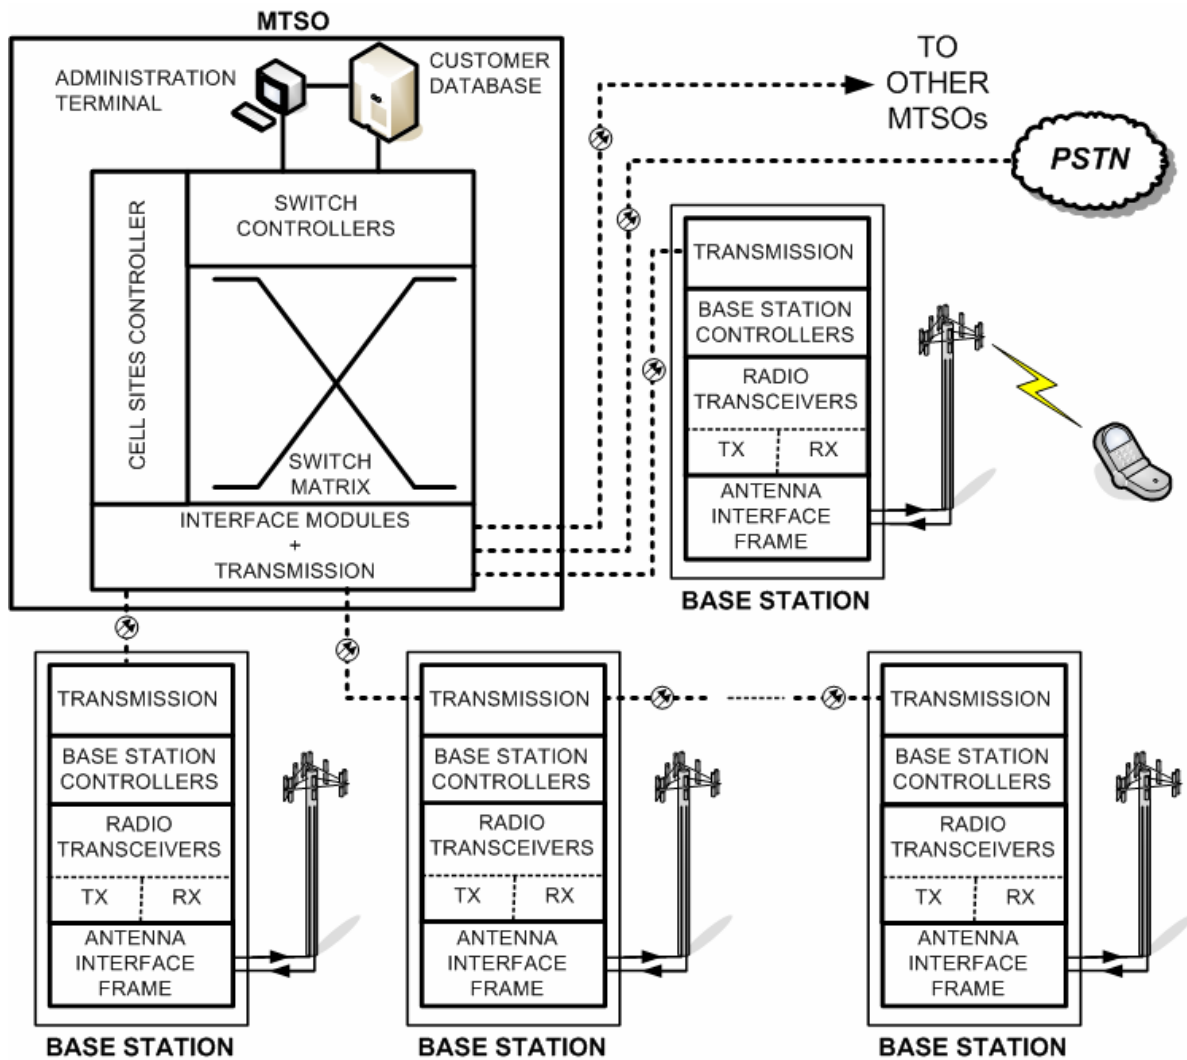 MTSO
ADMINISTRATION
TERMINAL
CUSTOMER
DATABASE
TO
OTHER
MTSOs
PSTN
CELL SITES CONTROLLER
SWITCH
CONTROLLERS
SWITCH
MATRIX
INTERFACE MODULES
+
TRANSMISSION
TRANSMISSION
BASE STATION
CONTROLLERS
RADIO
TRANSCEIVERS
TX
RX
ANTENNA
INTERFACE
FRAME
BASE STATION
TRANSMISSION
BASE STATION
CONTROLLERS
RADIO
TRANSCEIVERS
TX
RX
ANTENNA
INTERFACE
FRAME
BASE STATION
TRANSMISSION
BASE STATION
CONTROLLERS
RADIO
TRANSCEIVERS
TX
RX
ANTENNA
INTERFACE
FRAME
BASE STATION
TRANSMISSION
BASE STATION
CONTROLLERS
RADIO
TRANSCEIVERS
TX
RX
ANTENNA
INTERFACE
FRAME
BASE STATION